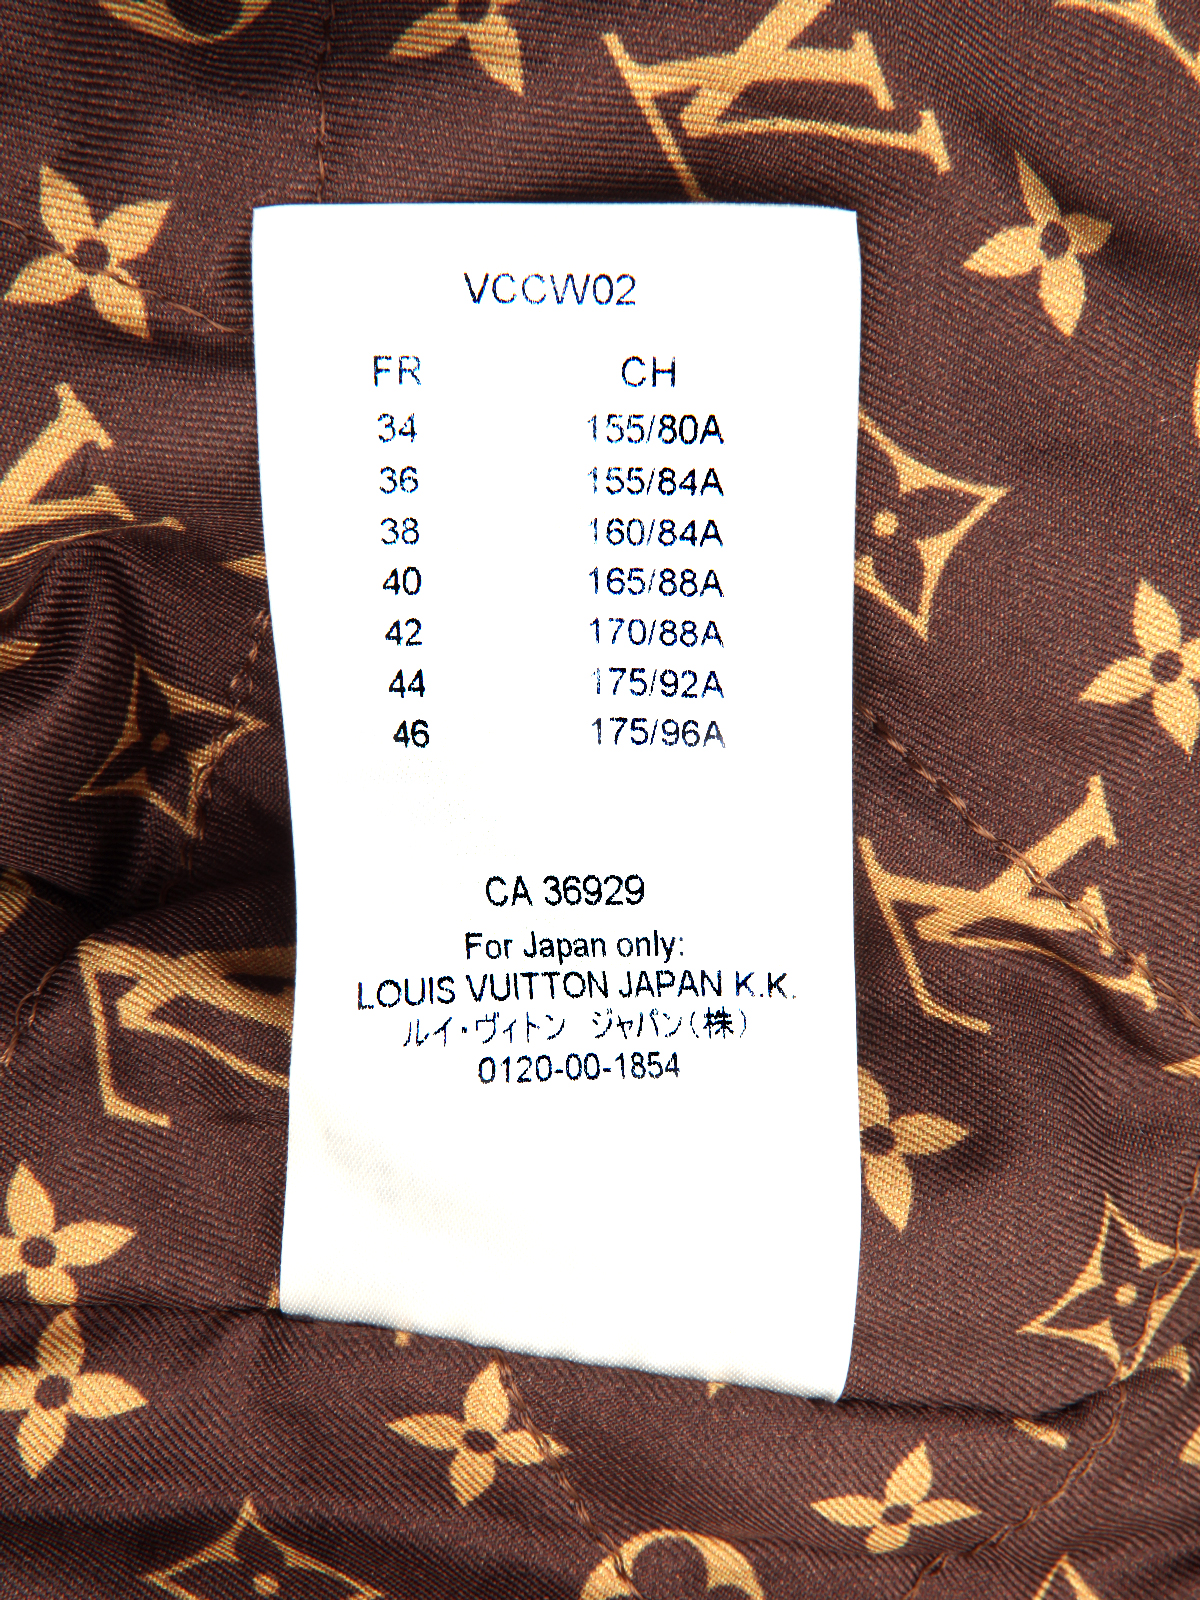 VCCW02
FR CH
34 155/80A
36 155/84A
38 160/84A
40 165/88A
42 170/88A
44 175/92A
46 175/96A
CA 36929
For Japan only:
LOUIS VUITTON JAPAN K.K.
ルイ・ヴィトン ジャパン(株)
0120-00-1854